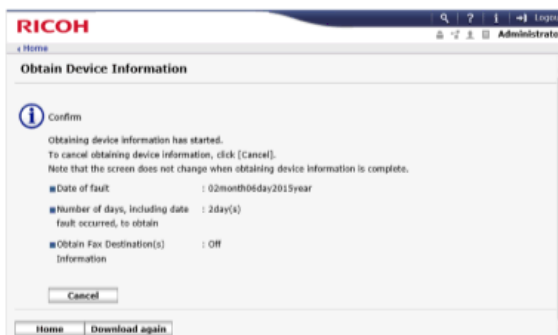 RICOH
? i Logou
Administrato
Home
Obtain Device Information
Confirm
Obtaining device information has started.
To cancel obtaining device information, click [Cancel].
Note that the screen does not change when obtaining device information is complete.
Date of fault : 02month06day2015year
Number of days, including date : 2day(s)
fault occurred, to obtain
Obtain Fax Destination(s) : Off
Information
Cancel
Home Download again